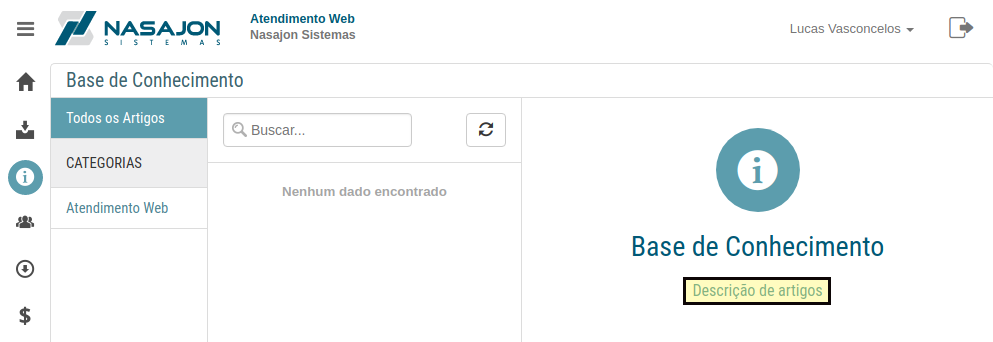 NASAJON
SISTEMAS
Atendimento Web
Nasajon Sistemas
Lucas Vasconcelos
Base de Conhecimento
Todos os Artigos
CATEGORIAS
Atendimento Web
Buscar...
Nenhum dado encontrado
Base de Conhecimento
Descrição de artigos